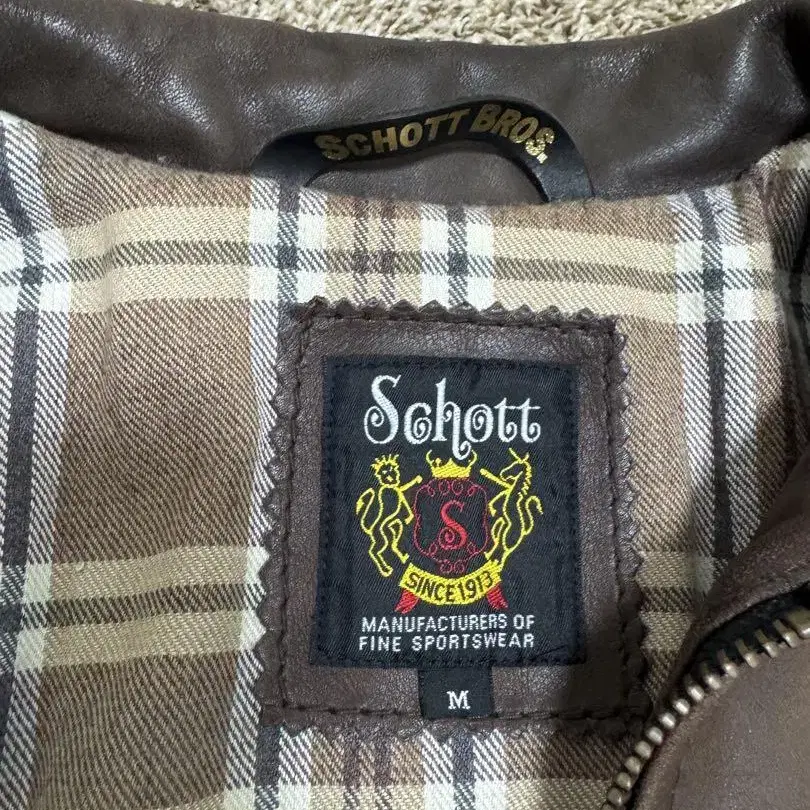 SCHOTT BROS.
Schott
S
SINCE 1913
MANUFACTURERS OF
FINE SPORTSWEAR
M